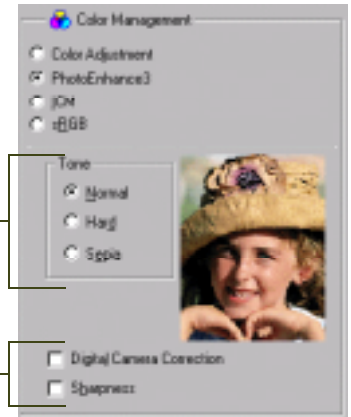 Color Management
Color Adjustment
PhotoEnhance3
ICM
sRGB
Tone
Normal
Hard
Sepia
Digital Camera Correction
Sharpness